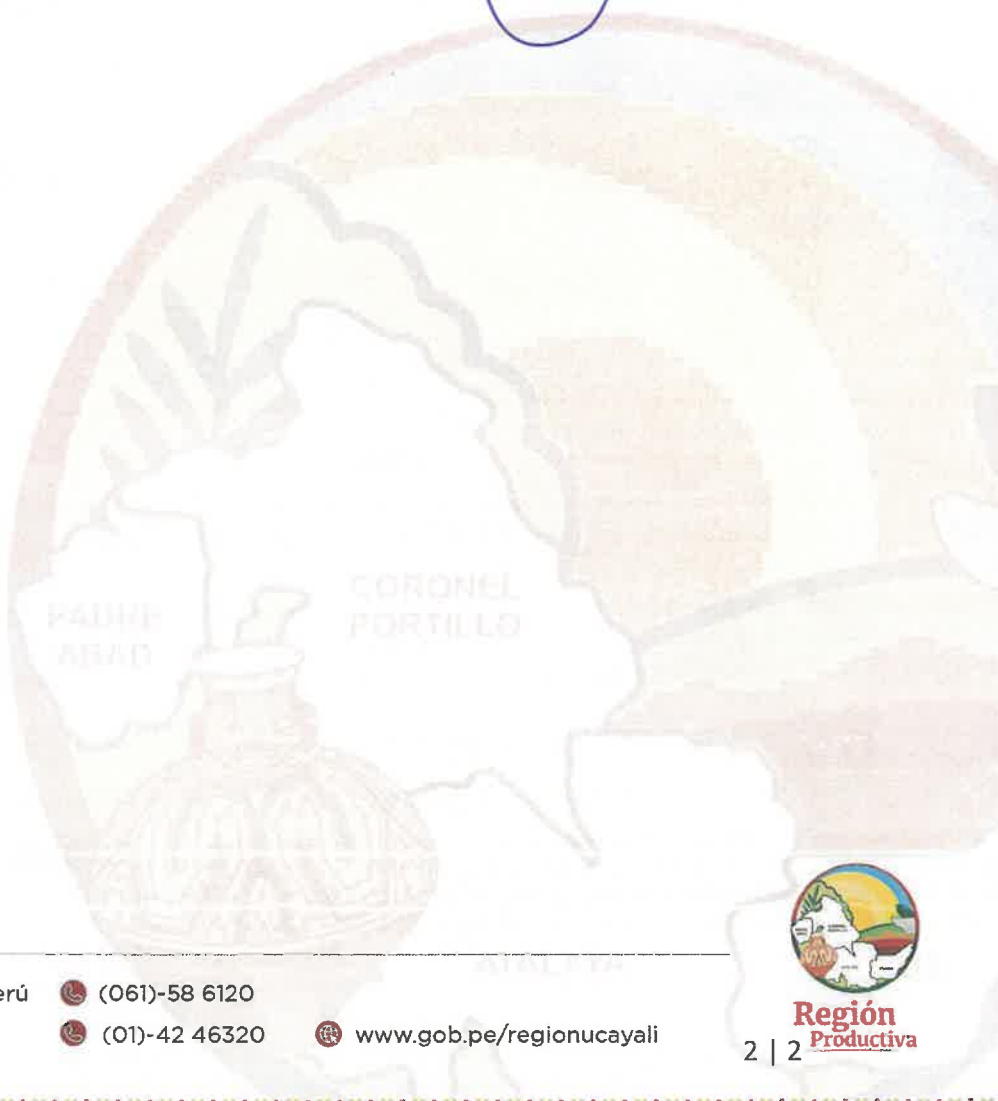 CORONEL
PORTILLO
PADRE
ABAD
ATALAYA
erú (061)-58 6120
(01)-42 46320 www.gob.pe/regionucayali
Región
Productiva
2 | 2